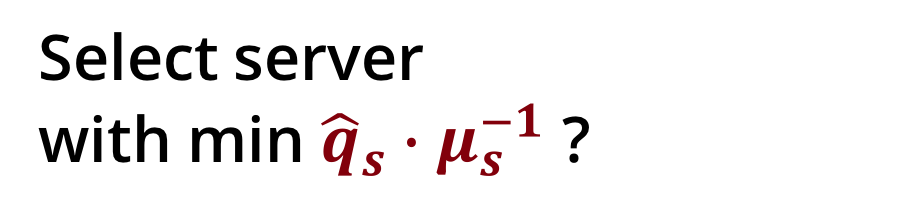 Select server
with min q̂ₛ · μₛ⁻¹ ?